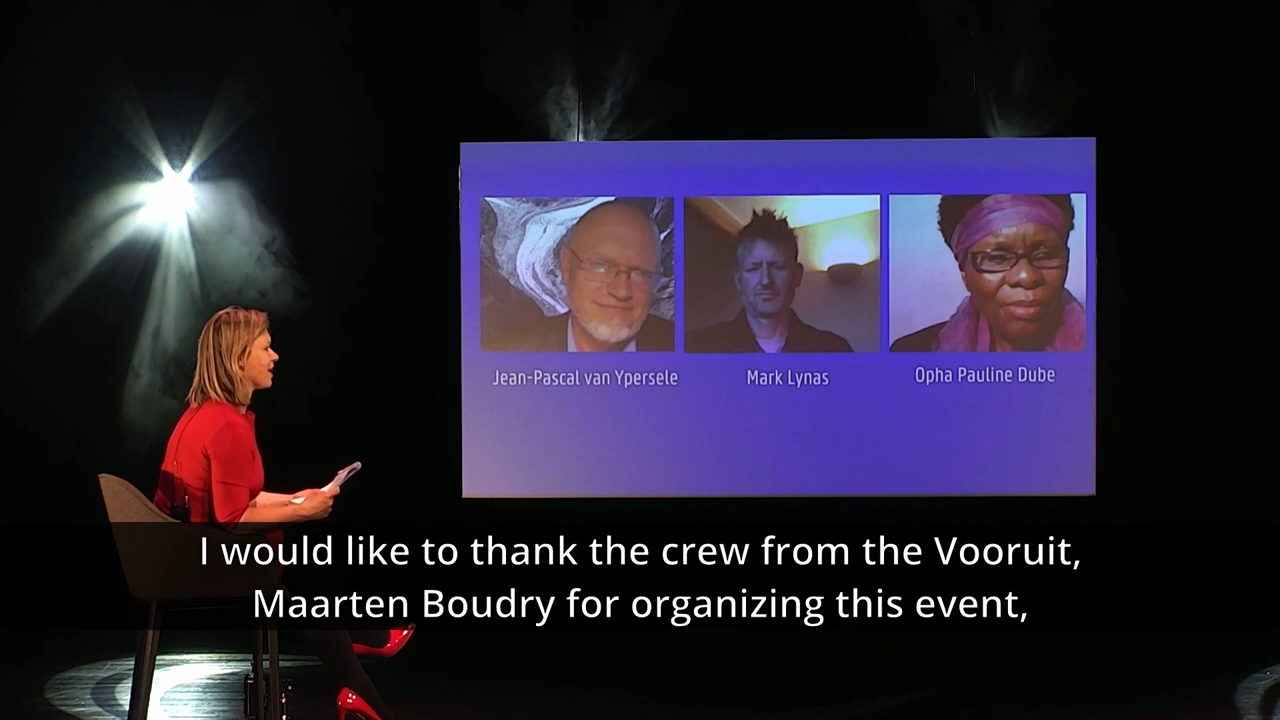 Jean-Pascal van Ypersele
Mark Lynas
Opha Pauline Dube
I would like to thank the crew from the Vooruit,
Maarten Boudry for organizing this event,